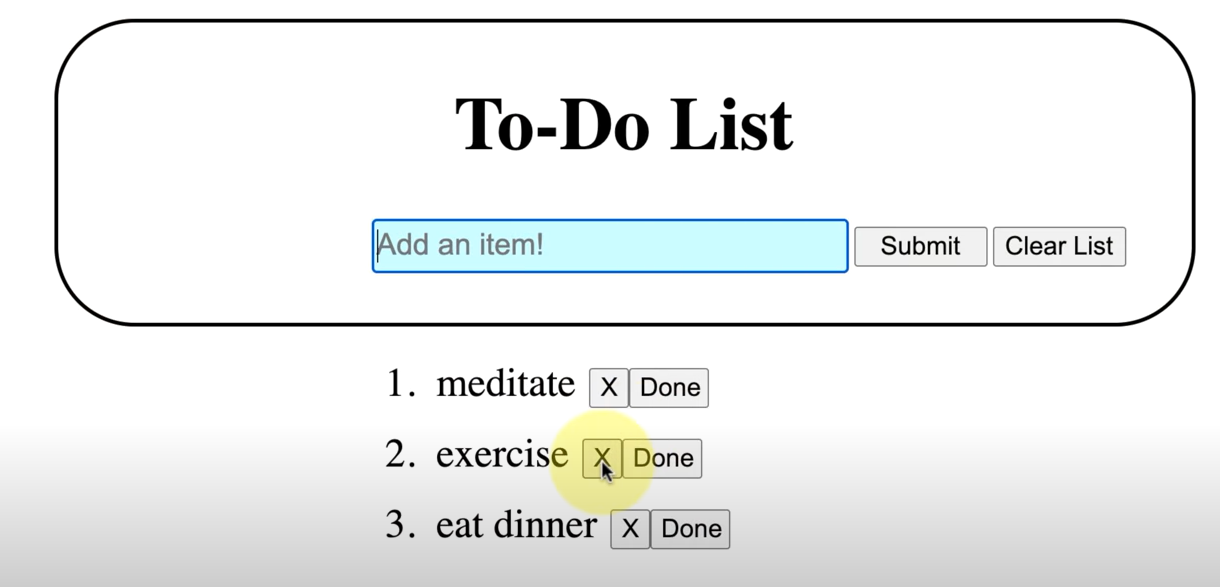 To-Do List
Add an item! Submit Clear List
1. meditate X Done
2. exercise X Done
3. eat dinner X Done